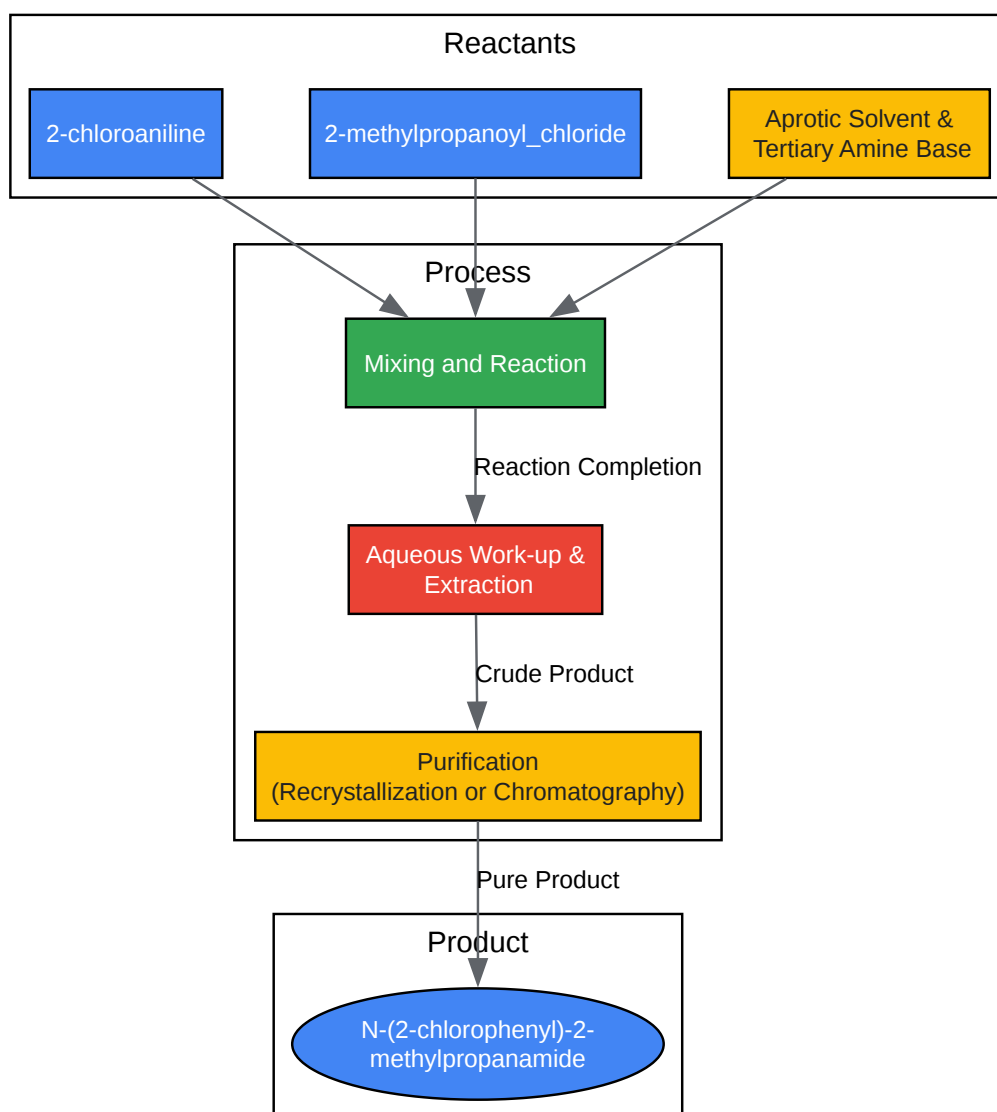 Reactants
2-chloroaniline
2-methylpropanoyl_chloride
Aprotic Solvent &
Tertiary Amine Base
Process
Mixing and Reaction
Reaction Completion
Aqueous Work-up &
Extraction
Crude Product
Purification
(Recrystallization or Chromatography)
Pure Product
Product
N-(2-chlorophenyl)-2-
methylpropanamide